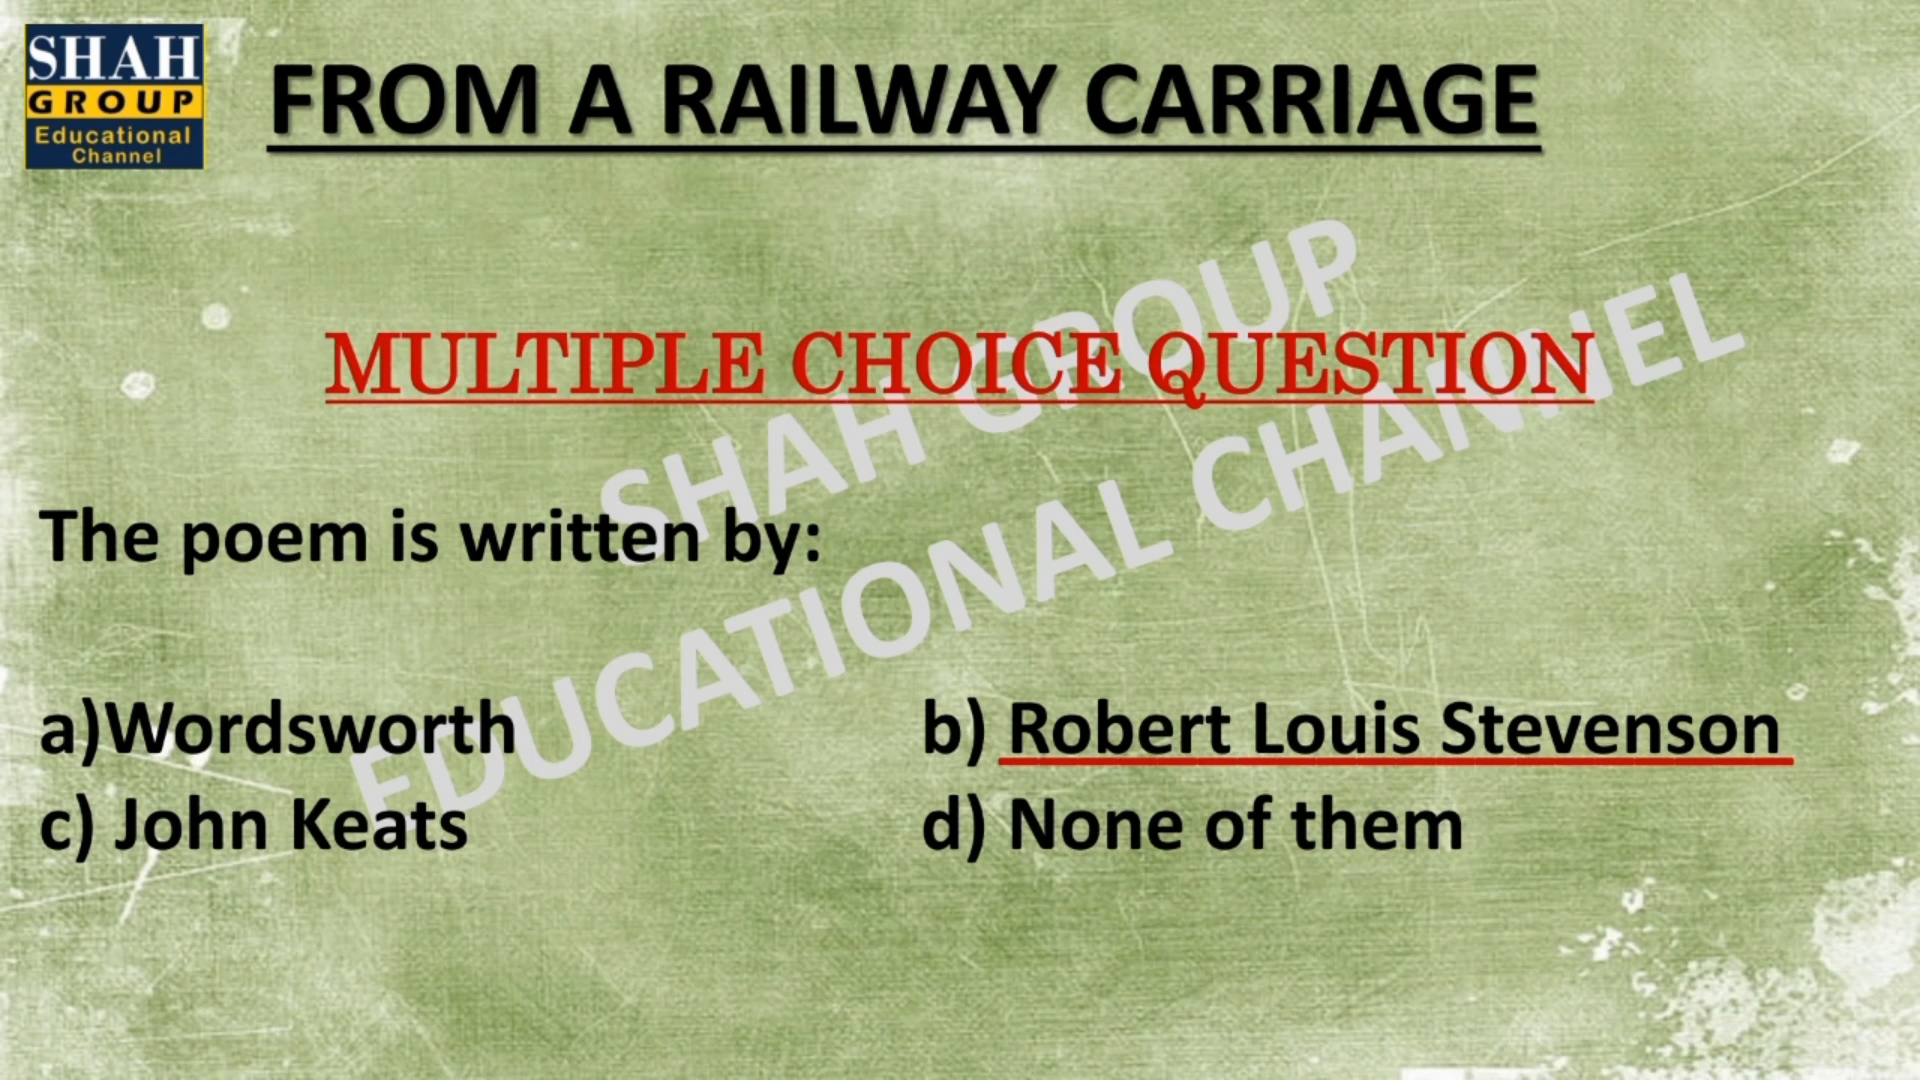 SHAH
GROUP
Educational
Channel
FROM A RAILWAY CARRIAGE
MULTIPLE CHOICE QUESTION
SHAH GROUP
EDUCATIONAL CHANNEL
The poem is written by:
a)Wordsworth
b) Robert Louis Stevenson
c) John Keats
d) None of them